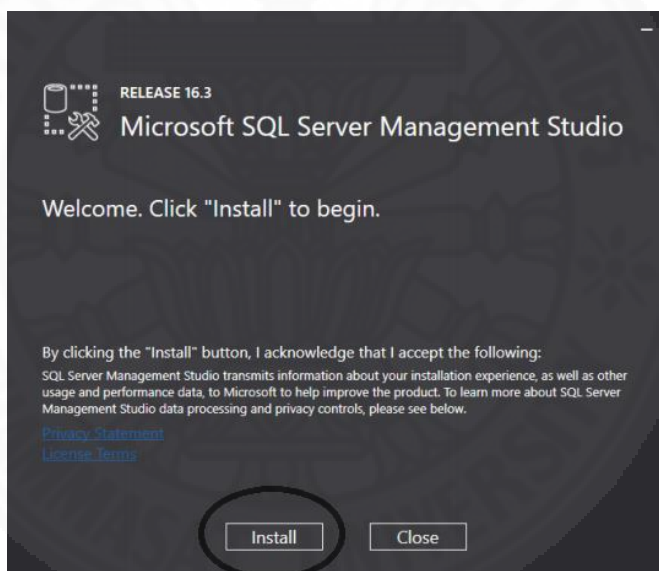 RELEASE 16.3
Microsoft SQL Server Management Studio
Welcome. Click "Install" to begin.
By clicking the "Install" button, I acknowledge that I accept the following:
SQL Server Management Studio transmits information about your installation experience, as well as other
usage and performance data, to Microsoft to help improve the product. To learn more about SQL Server
Management Studio data processing and privacy controls, please see below.
Privacy Statement
License Terms
Install Close